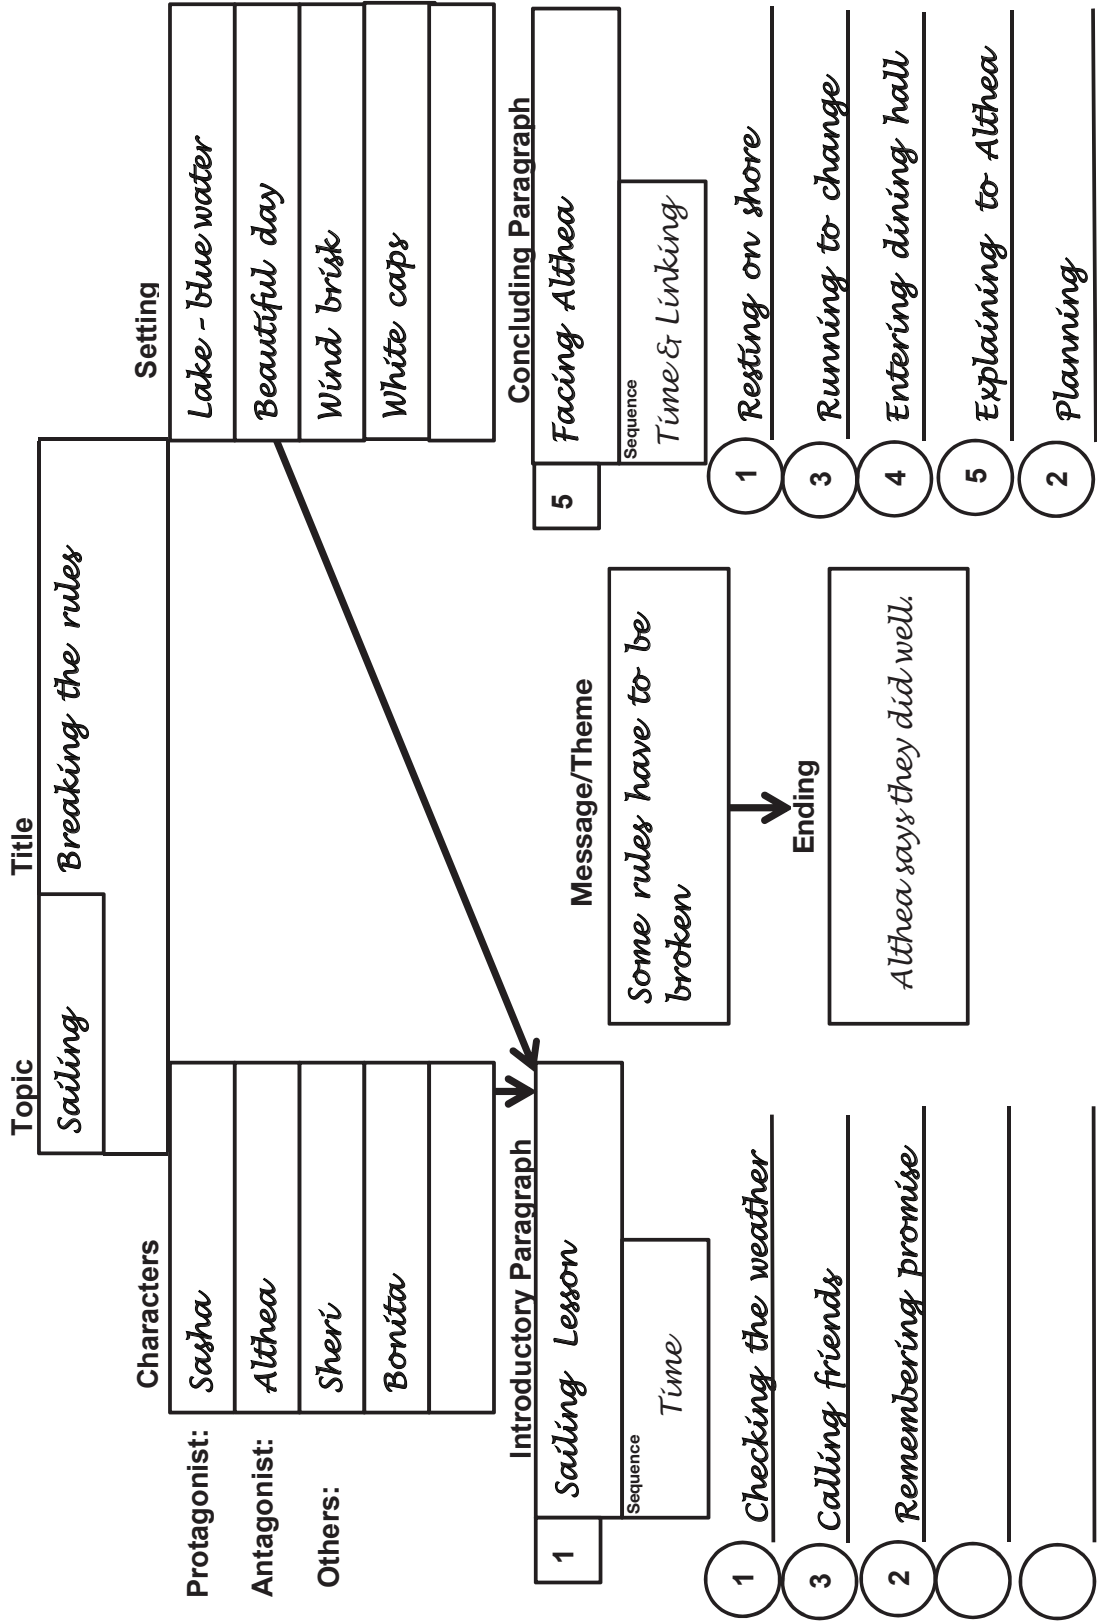 Topic
Title
Sailing
Breaking the rules
Characters
Setting
Protagonist:
Sasha
Lake - blue water
Antagonist:
Althea
Beautiful day
Others:
Sheri
Wind brisk
Bonita
White caps
Introductory Paragraph
1
Sailing Lesson
Sequence
Time
1 Checking the weather
3 Calling friends
2 Remembering promise
Message/Theme
Some rules have to be
broken
Ending
Althea says they did well.
Concluding Paragraph
5
Facing Althea
Sequence
Time & Linking
1 Resting on shore
3 Running to change
4 Entering dining hall
5 Explaining to Althea
2 Planning